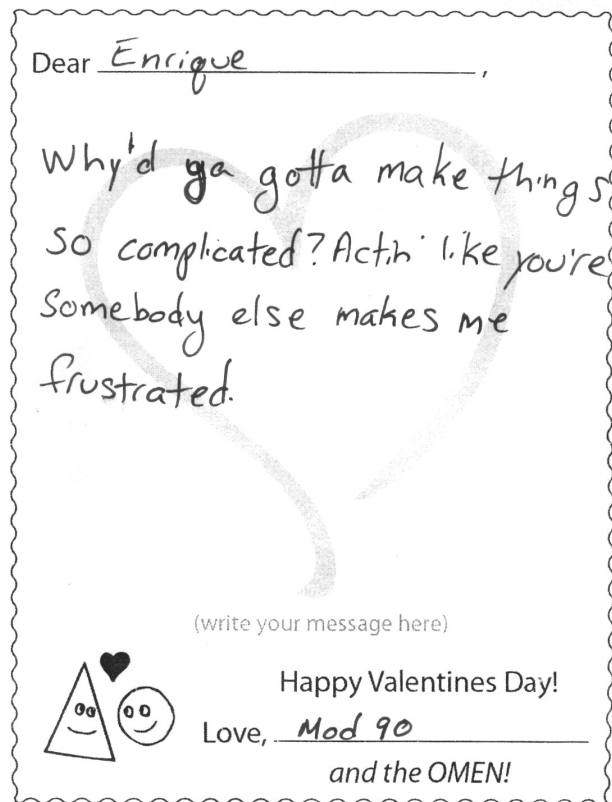 Dear Enrique,
Why'd ya gotta make things
so complicated? Actin' like you're
Somebody else makes me
frustrated.
(write your message here)
Happy Valentines Day!
Love, Mod 90
and the OMEN!